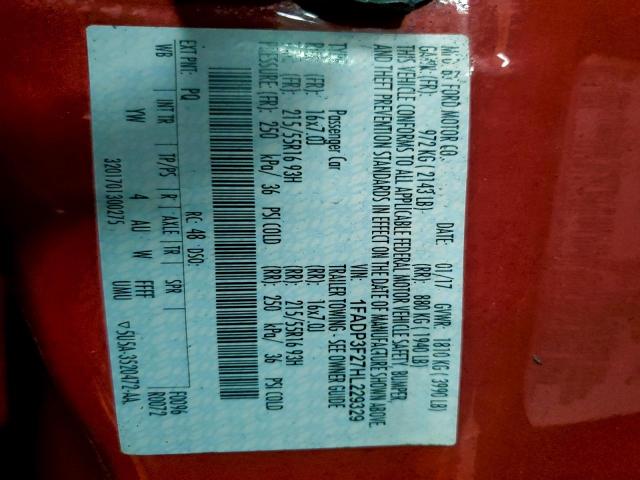 MFD. BY FORD MOTOR CO.
DATE: 01/17 GVWR: 1810 KG (3990 LB)
GAWR: (FR): 972 KG (2143 LB) (RR): 880 KG (1940 LB)
THIS VEHICLE CONFORMS TO ALL APPLICABLE FEDERAL MOTOR VEHICLE SAFETY, BUMPER,
AND THEFT PREVENTION STANDARDS IN EFFECT ON THE DATE OF MANUFACTURE SHOWN ABOVE.
VIN: 1FADP3F27HL229329
TYPE: Passenger Car TRAILER TOWING - SEE OWNER GUIDE
(FR): 16x7.0J (RR): 16x7.0J
(FR): 215/55R16 93H (RR): 215/55R16 93H
PRESSURE (FR): 250 kPa/ 36 PSI COLD (RR): 250 kPa/ 36 PSI COLD
RC: 48 DSO:
EXT PNT: PQ FQ096
R0072
WB INT TR TP/PS R AXLE TR SPR
YW 4 AU W FFFF
3201701300275 UMU 5U5A-3520472-AA